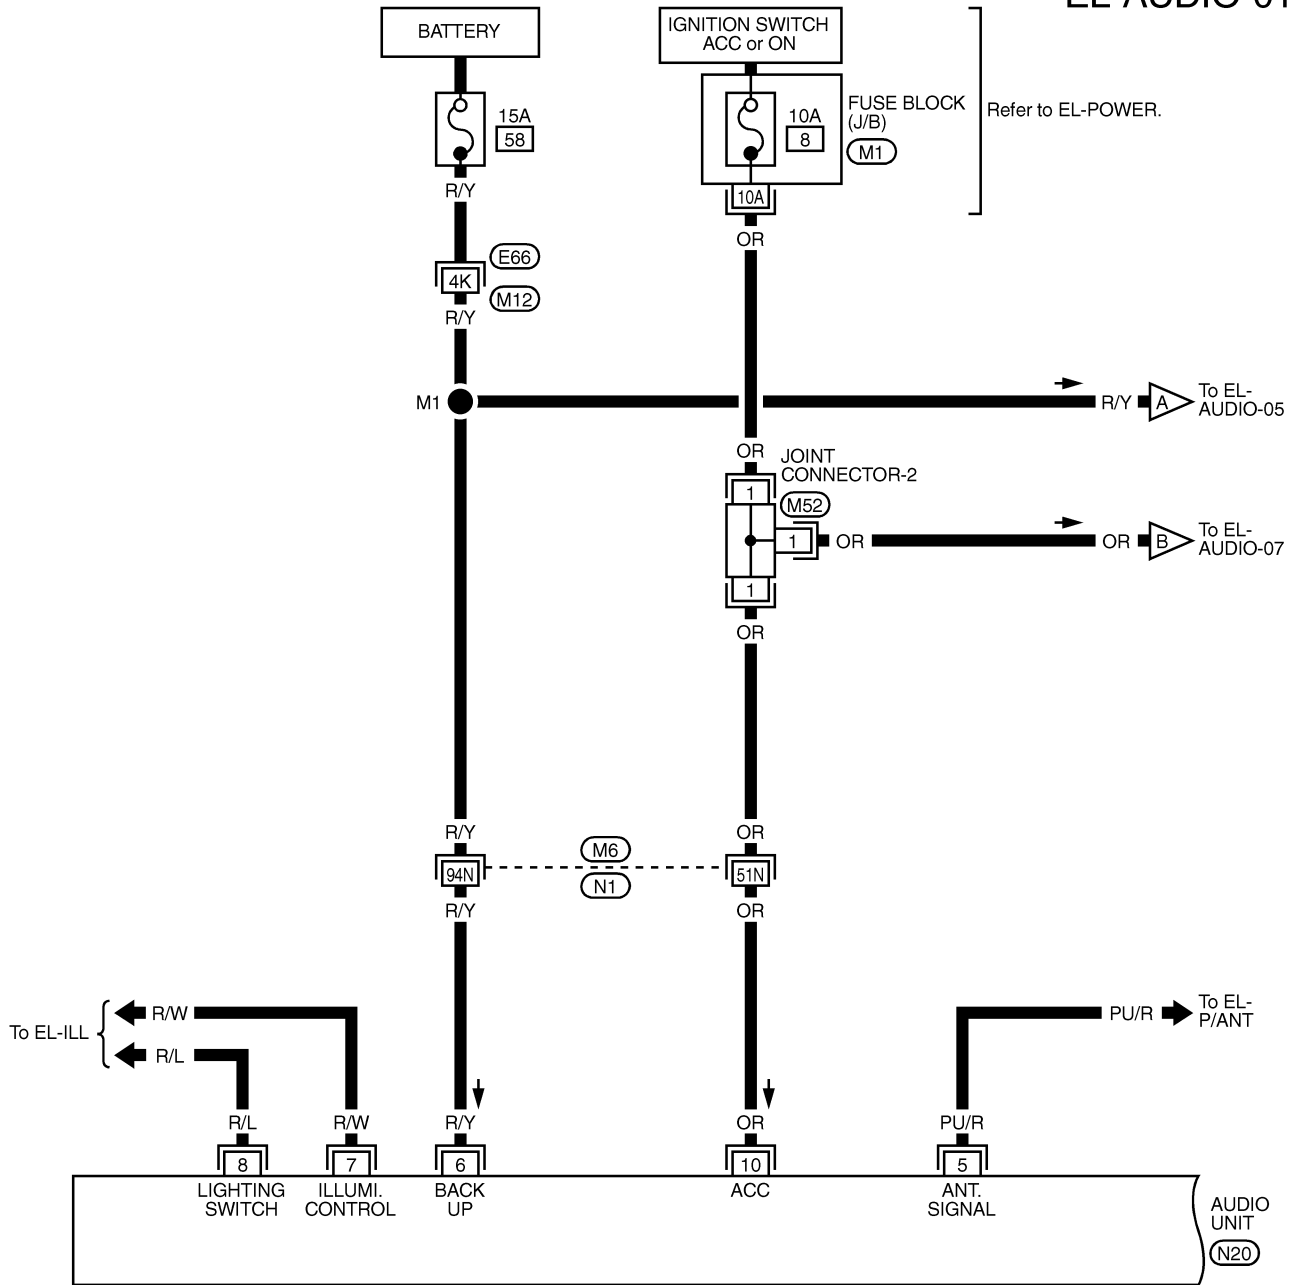 EL-AUDIO-01
BATTERY
IGNITION SWITCH
ACC or ON
15A
58
10A
8
FUSE BLOCK
(J/B)
M1
Refer to EL-POWER.
R/Y
10A
OR
E66
4K
M12
R/Y
M1
R/Y
A
To EL-
AUDIO-05
OR
JOINT
CONNECTOR-2
1
M52
1
OR
OR
B
To EL-
AUDIO-07
1
OR
R/Y
OR
M6
94N
51N
N1
R/Y
OR
To EL-ILL
R/W
R/L
PU/R
To EL-
P/ANT
R/L
R/W
R/Y
OR
PU/R
8
7
6
10
5
LIGHTING
SWITCH
ILLUMI.
CONTROL
BACK
UP
ACC
ANT.
SIGNAL
AUDIO
UNIT
N20